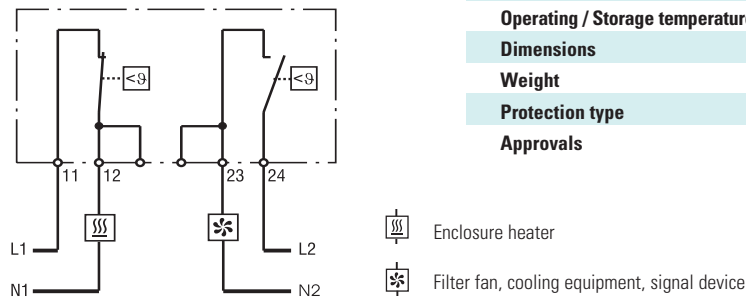 Operating / Storage temperature
Dimensions
Weight
Protection type
Approvals
<ϑ
<ϑ
11
12
23
24
L1
L2
N1
N2
Enclosure heater
Filter fan, cooling equipment, signal device